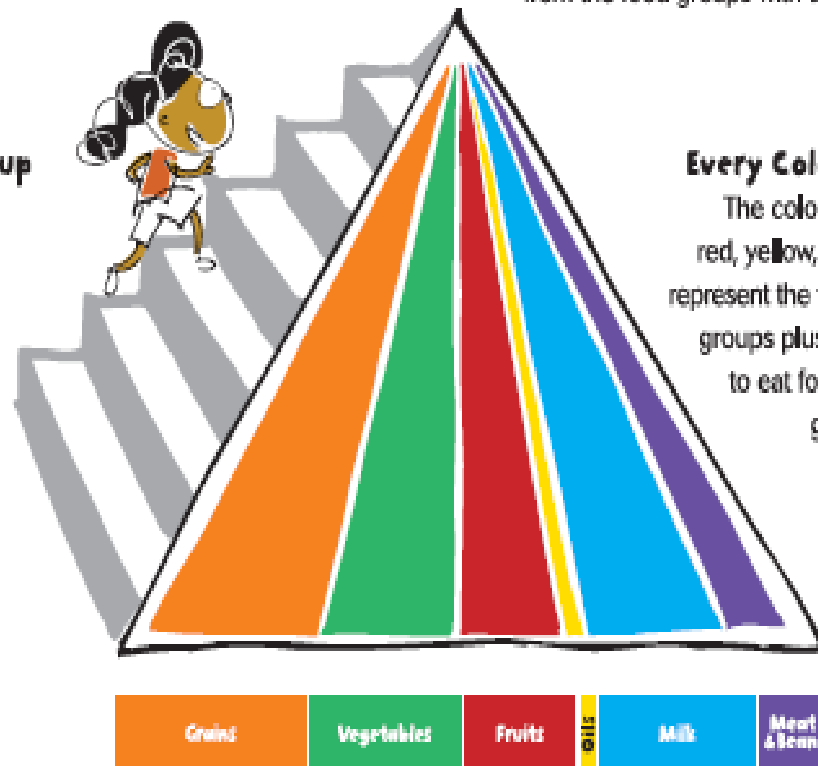 up
Every Col
The colo
red, yellow,
represent the
groups plus
to eat fo
g
Grains
Vegetables
Fruits
Oils
Milk
Meat
& Bean